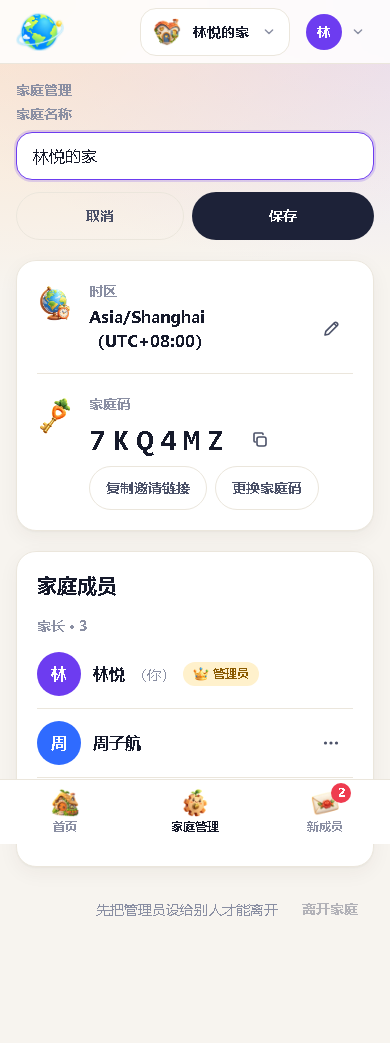 林悦的家
林
家庭管理
家庭名称
林悦的家
取消
保存
时区
Asia/Shanghai
（UTC+08:00）
家庭码
7KQ4MZ
复制邀请链接
更换家庭码
家庭成员
家长 • 3
林
林悦 （你） 管理员
周
周子航
首页
家庭管理
2
新成员
先把管理员设给别人才能离开
离开家庭